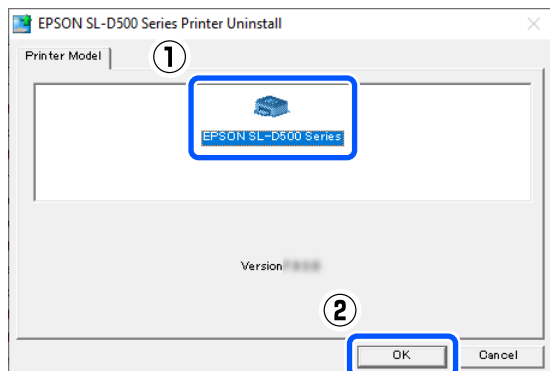 EPSON SL-D500 Series Printer Uninstall
Printer Model
①
EPSON SL-D500 Series
Version
②
OK
Cancel